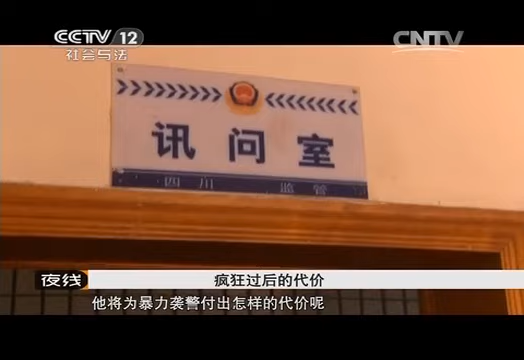 CCTV 12
社会与法
CNTV
讯问室
四川 监管
夜线
疯狂过后的代价
他将为暴力袭警付出怎样的代价呢